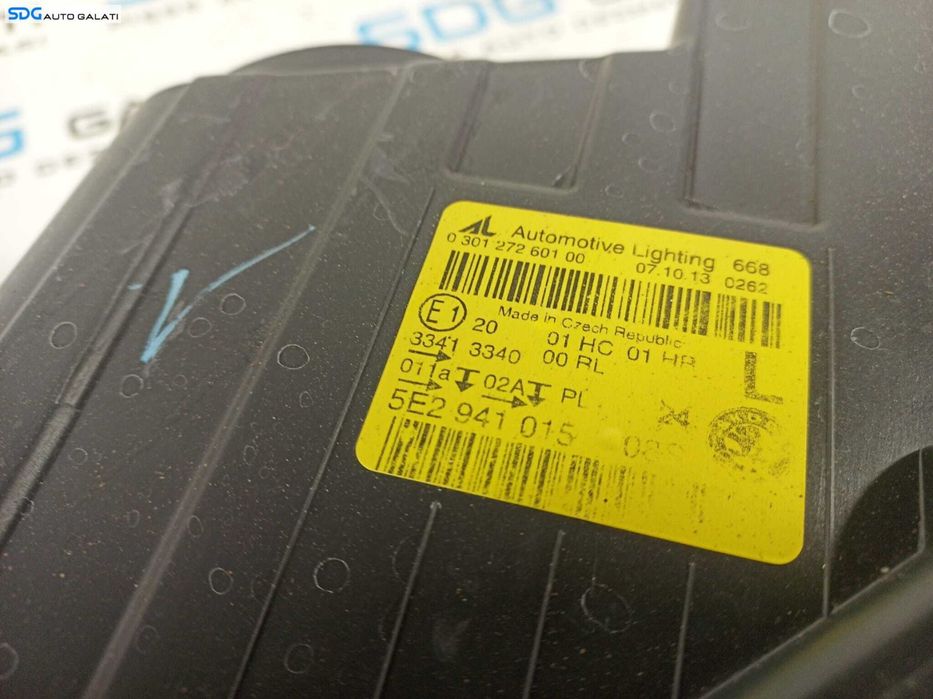 SDG AUTO GALATI
AL Automotive Lighting 668
0 301 272 601 00 07.10.13 0262
Made in Czech Republic
E1 20 01 HC 01 HR
3341 3340 00 RL
L
011a 02A PL
5E2 941 015